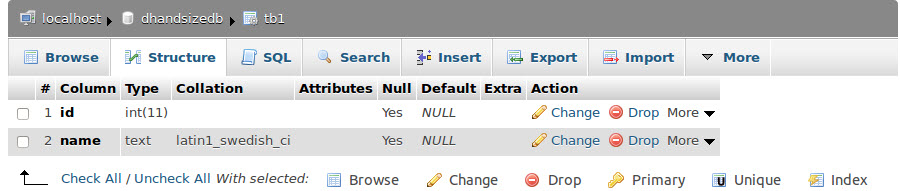 localhost dhandsizedb tb1
Browse Structure SQL Search Insert Export Import More
# Column Type Collation Attributes Null Default Extra Action
1 id int(11) Yes NULL Change Drop More
2 name text latin1_swedish_ci Yes NULL Change Drop More
Check All / Uncheck All With selected: Browse Change Drop Primary Unique Index